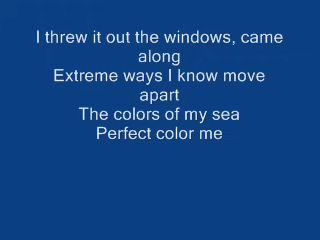 I threw it out the windows, came
along
Extreme ways I know move
apart
The colors of my sea
Perfect color me